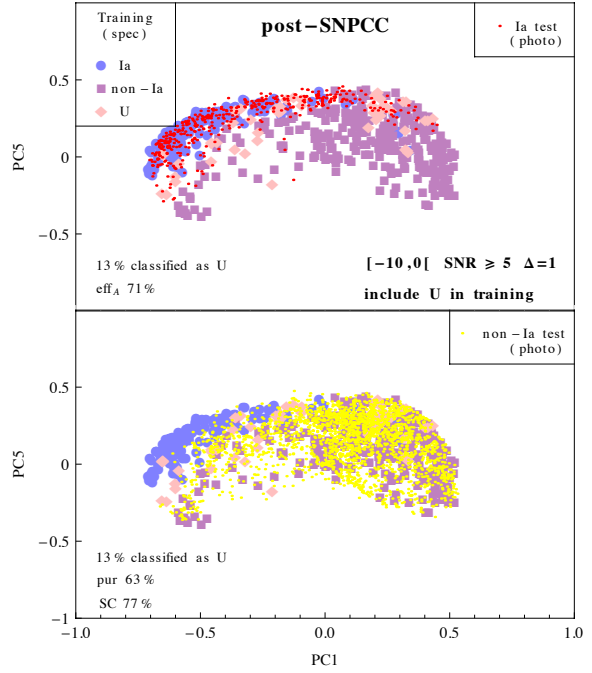 Training
( spec )
Ia
non −Ia
U
post−SNPCC
Ia test
( photo )
0.5
0
−0.5
PC5
13 % classified as U
eff_A 71%
[−10,0[ SNR ⩾ 5 Δ=1
include U in training
non −Ia test
( photo )
0.5
0
−0.5
−1
PC5
13 % classified as U
pur 63 %
SC 77 %
−1.0 −0.5 0.0 0.5 1.0
PC1